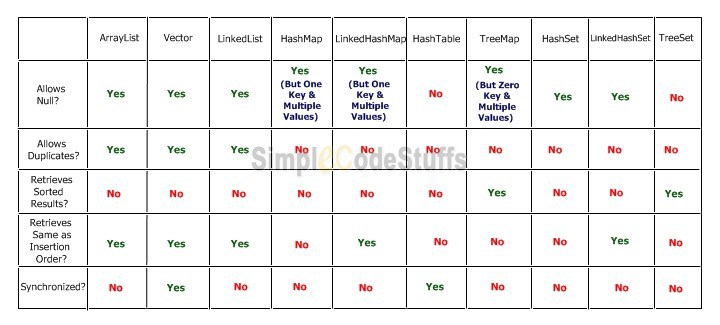 ArrayList Vector LinkedList HashMap LinkedHashMap HashTable TreeMap HashSet LinkedHashSet TreeSet
Allows Null? Yes Yes Yes Yes (But One Key & Multiple Values) Yes (But One Key & Multiple Values) No Yes (But Zero Key & Multiple Values) Yes Yes No
Allows Duplicates? Yes Yes Yes No No No No No No No
SimpleCodeStuffs
Retrieves Sorted Results? No No No No No No Yes No No Yes
Retrieves Same as Insertion Order? Yes Yes Yes No Yes No No No Yes No
Synchronized? No Yes No No No Yes No No No No